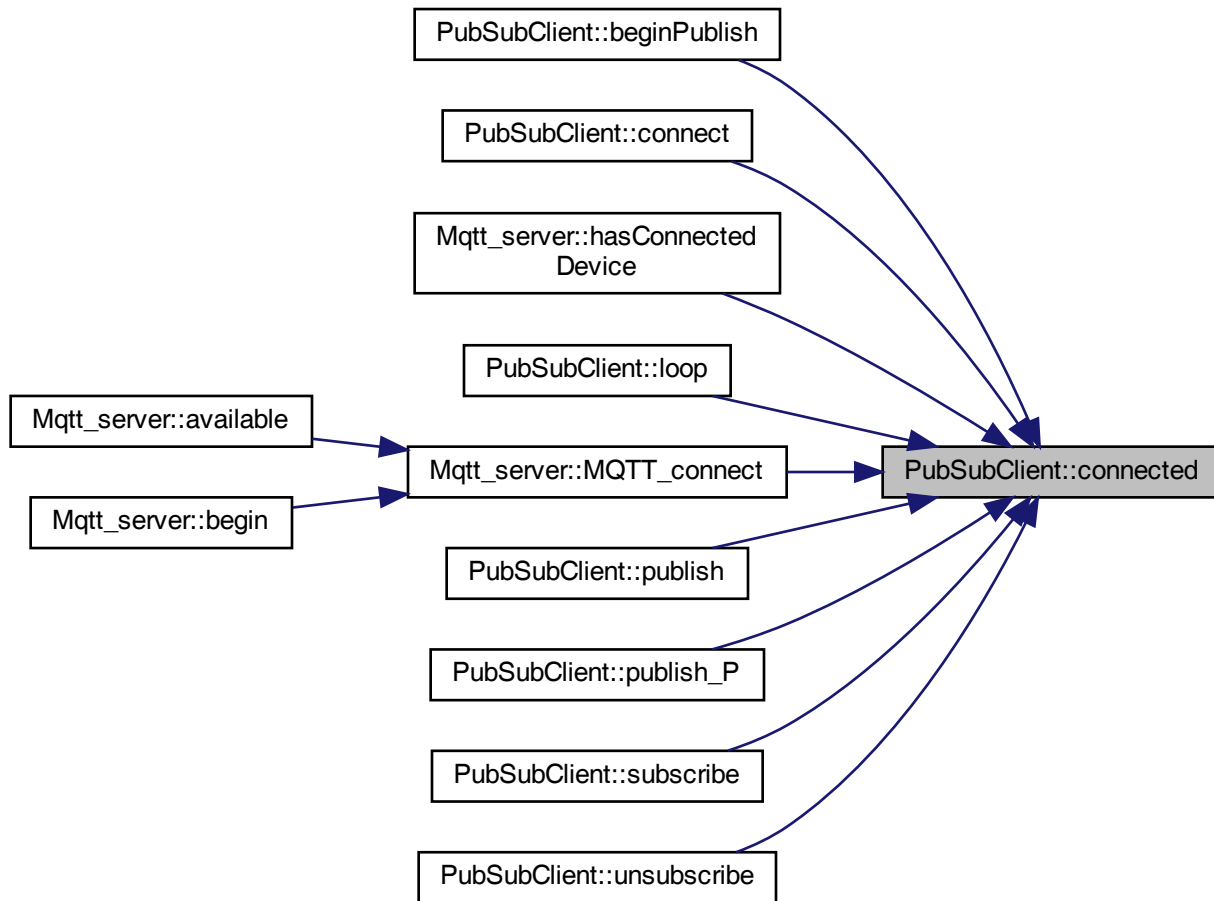 PubSubClient::beginPublish
PubSubClient::connect
Mqtt_server::hasConnected
Device
PubSubClient::loop
Mqtt_server::available
Mqtt_server::MQTT_connect
PubSubClient::connected
Mqtt_server::begin
PubSubClient::publish
PubSubClient::publish_P
PubSubClient::subscribe
PubSubClient::unsubscribe